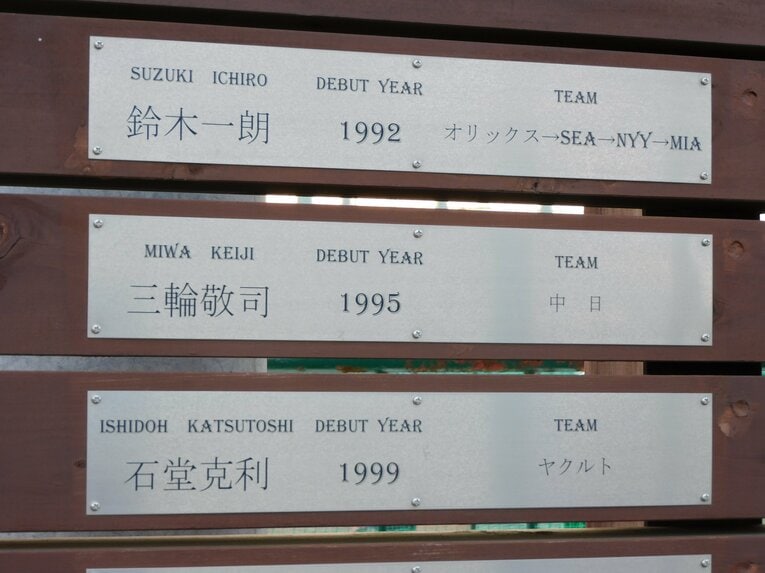 SUZUKI ICHIRO DEBUT YEAR TEAM
鈴木一朗 1992 オリックス→SEA→NYY→MIA
MIWA KEIJI DEBUT YEAR TEAM
三輪敬司 1995 中 日
ISHIDOH KATSUTOSHI DEBUT YEAR TEAM
石堂克利 1999 ヤクルト